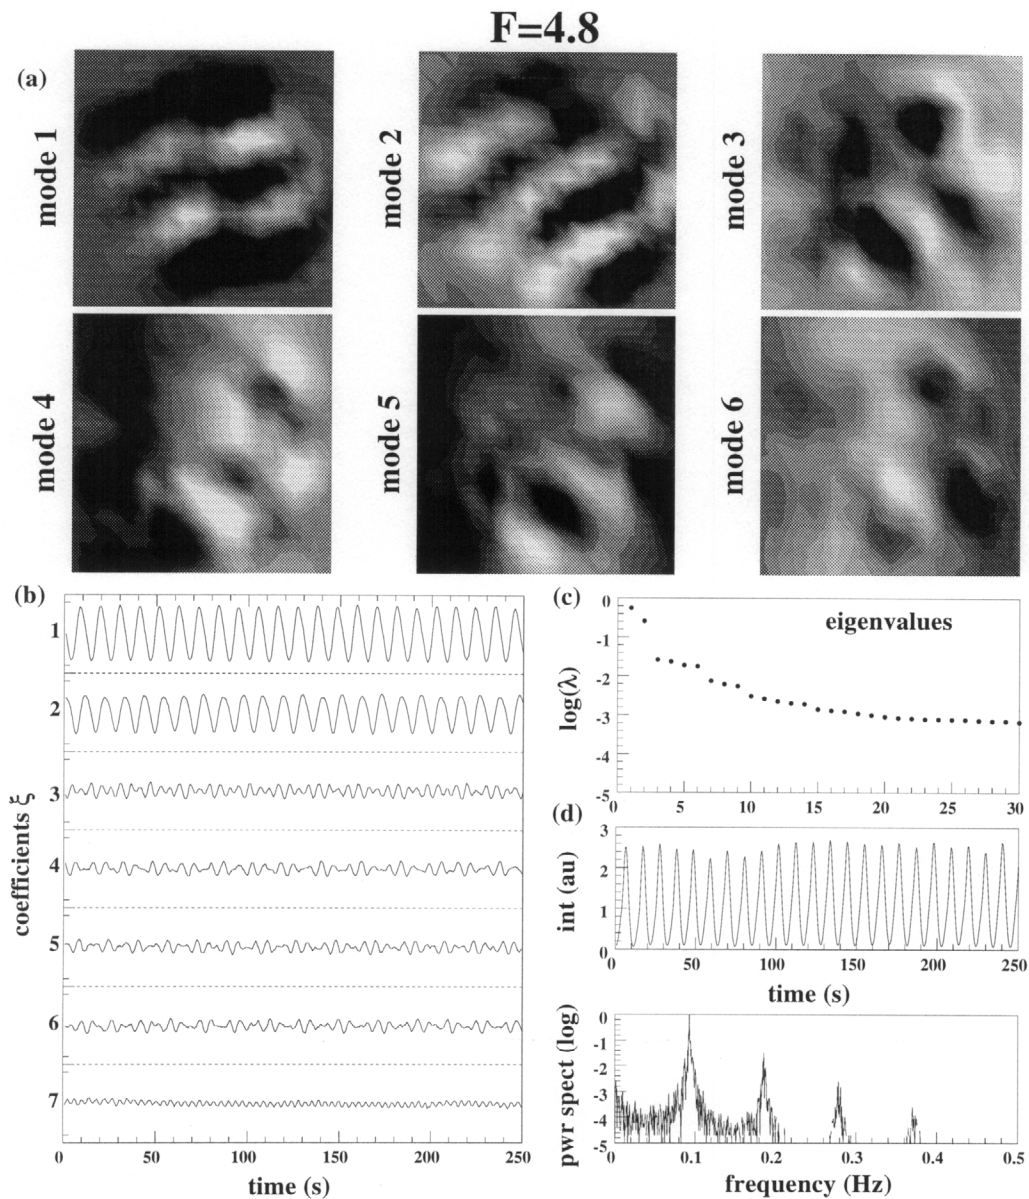 F=4.8
(a)
mode 1
mode 2
mode 3
mode 4
mode 5
mode 6
(b)
1
2
3
4
5
6
7
coefficients ξ
0 50 100 150 200 250
time (s)
(c)
eigenvalues
log(λ)
0
-1
-2
-3
-4
-5
0 5 10 15 20 25 30
(d)
int (au)
3
2
1
0
0 50 100 150 200 250
time (s)
pwr spect (log)
0
-1
-2
-3
-4
-5
0 0.1 0.2 0.3 0.4 0.5
frequency (Hz)